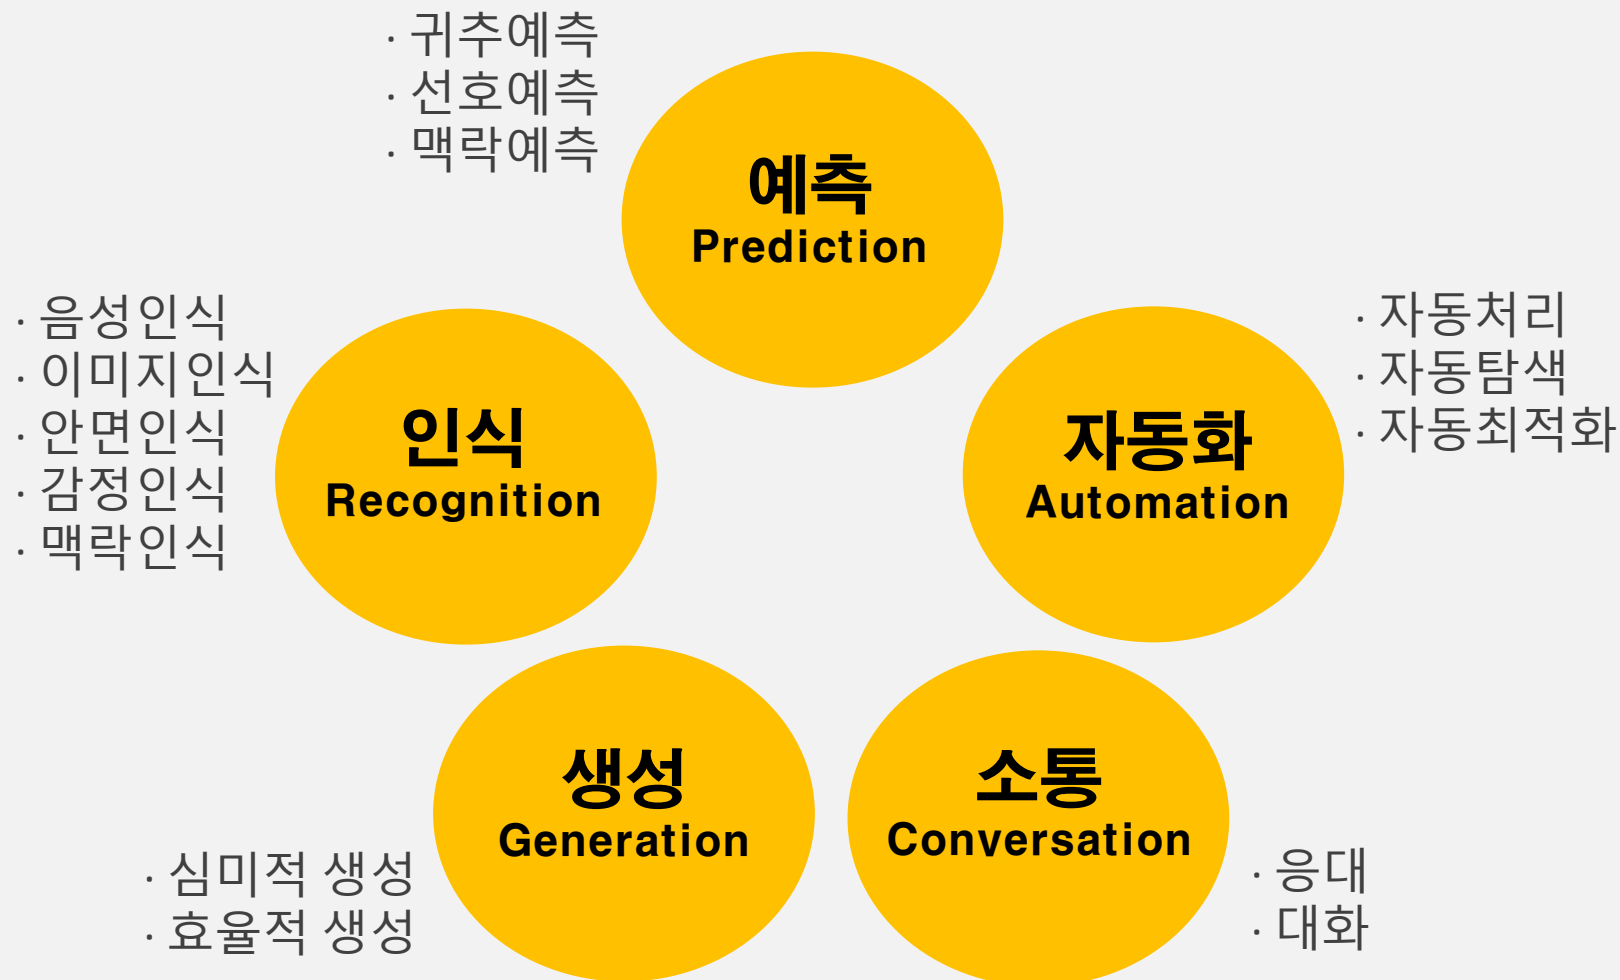 · 귀추예측
· 선호예측
· 맥락예측
예측
Prediction
· 음성인식
· 이미지인식
· 안면인식
· 감정인식
· 맥락인식
인식
Recognition
자동화
Automation
· 자동처리
· 자동탐색
· 자동최적화
생성
Generation
· 심미적 생성
· 효율적 생성
소통
Conversation
· 응대
· 대화